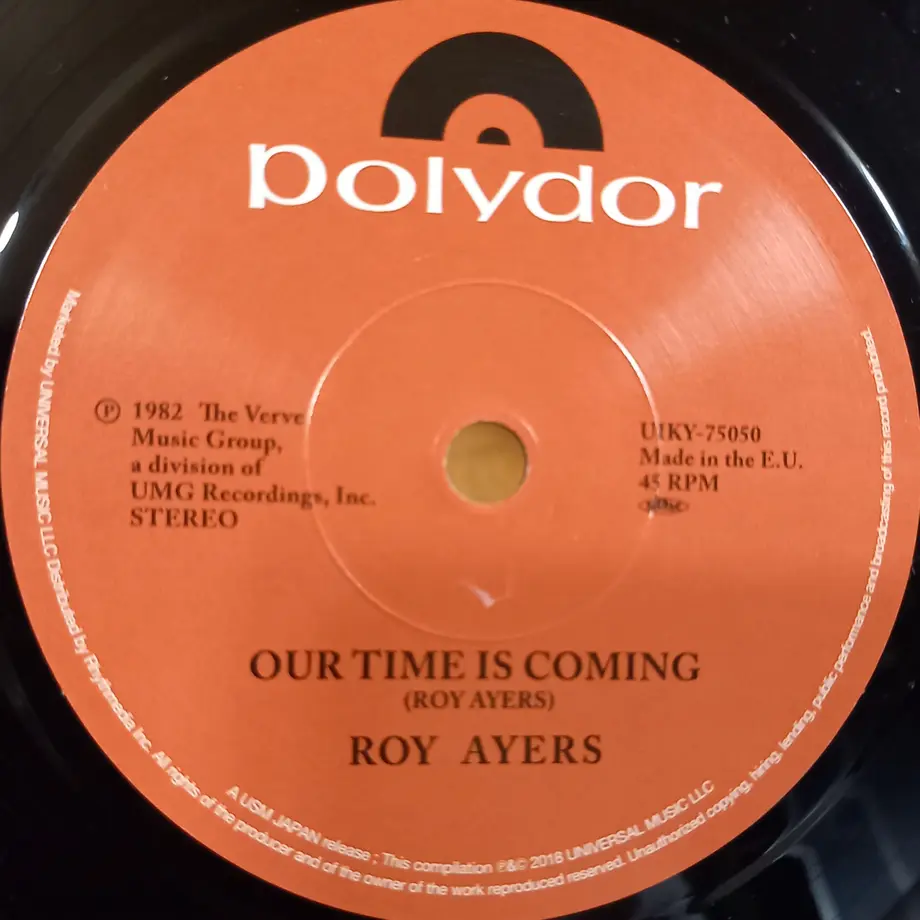 polydor
℗ 1982 The Verve
Music Group,
a division of
UMG Recordings, Inc.
STEREO
UIKY-75050
Made in the E.U.
45 RPM
OUR TIME IS COMING
(ROY AYERS)
ROY AYERS
A USM JAPAN release ; This compilation ℗&© 2018 UNIVERSAL MUSIC LLC
Marketed by UNIVERSAL MUSIC LLC Distributed by Rhythmedia Inc. All rights of the producer and of the owner of the work reproduced reserved. Unauthorized copying, hiring, lending, public performance and broadcasting of this record prohibited.